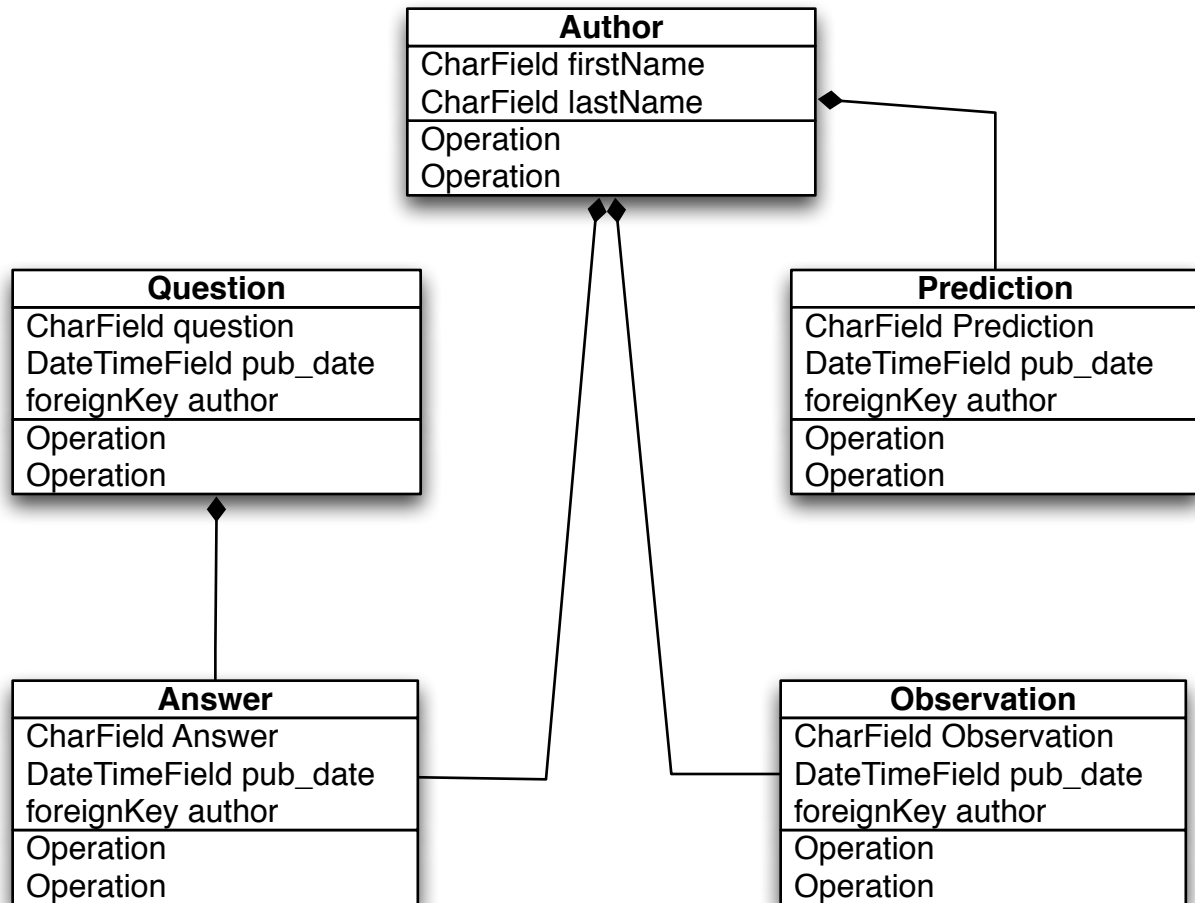 Author
CharField firstName
CharField lastName
Operation
Operation
Question
CharField question
DateTimeField pub_date
foreignKey author
Operation
Operation
Prediction
CharField Prediction
DateTimeField pub_date
foreignKey author
Operation
Operation
Answer
CharField Answer
DateTimeField pub_date
foreignKey author
Operation
Operation
Observation
CharField Observation
DateTimeField pub_date
foreignKey author
Operation
Operation